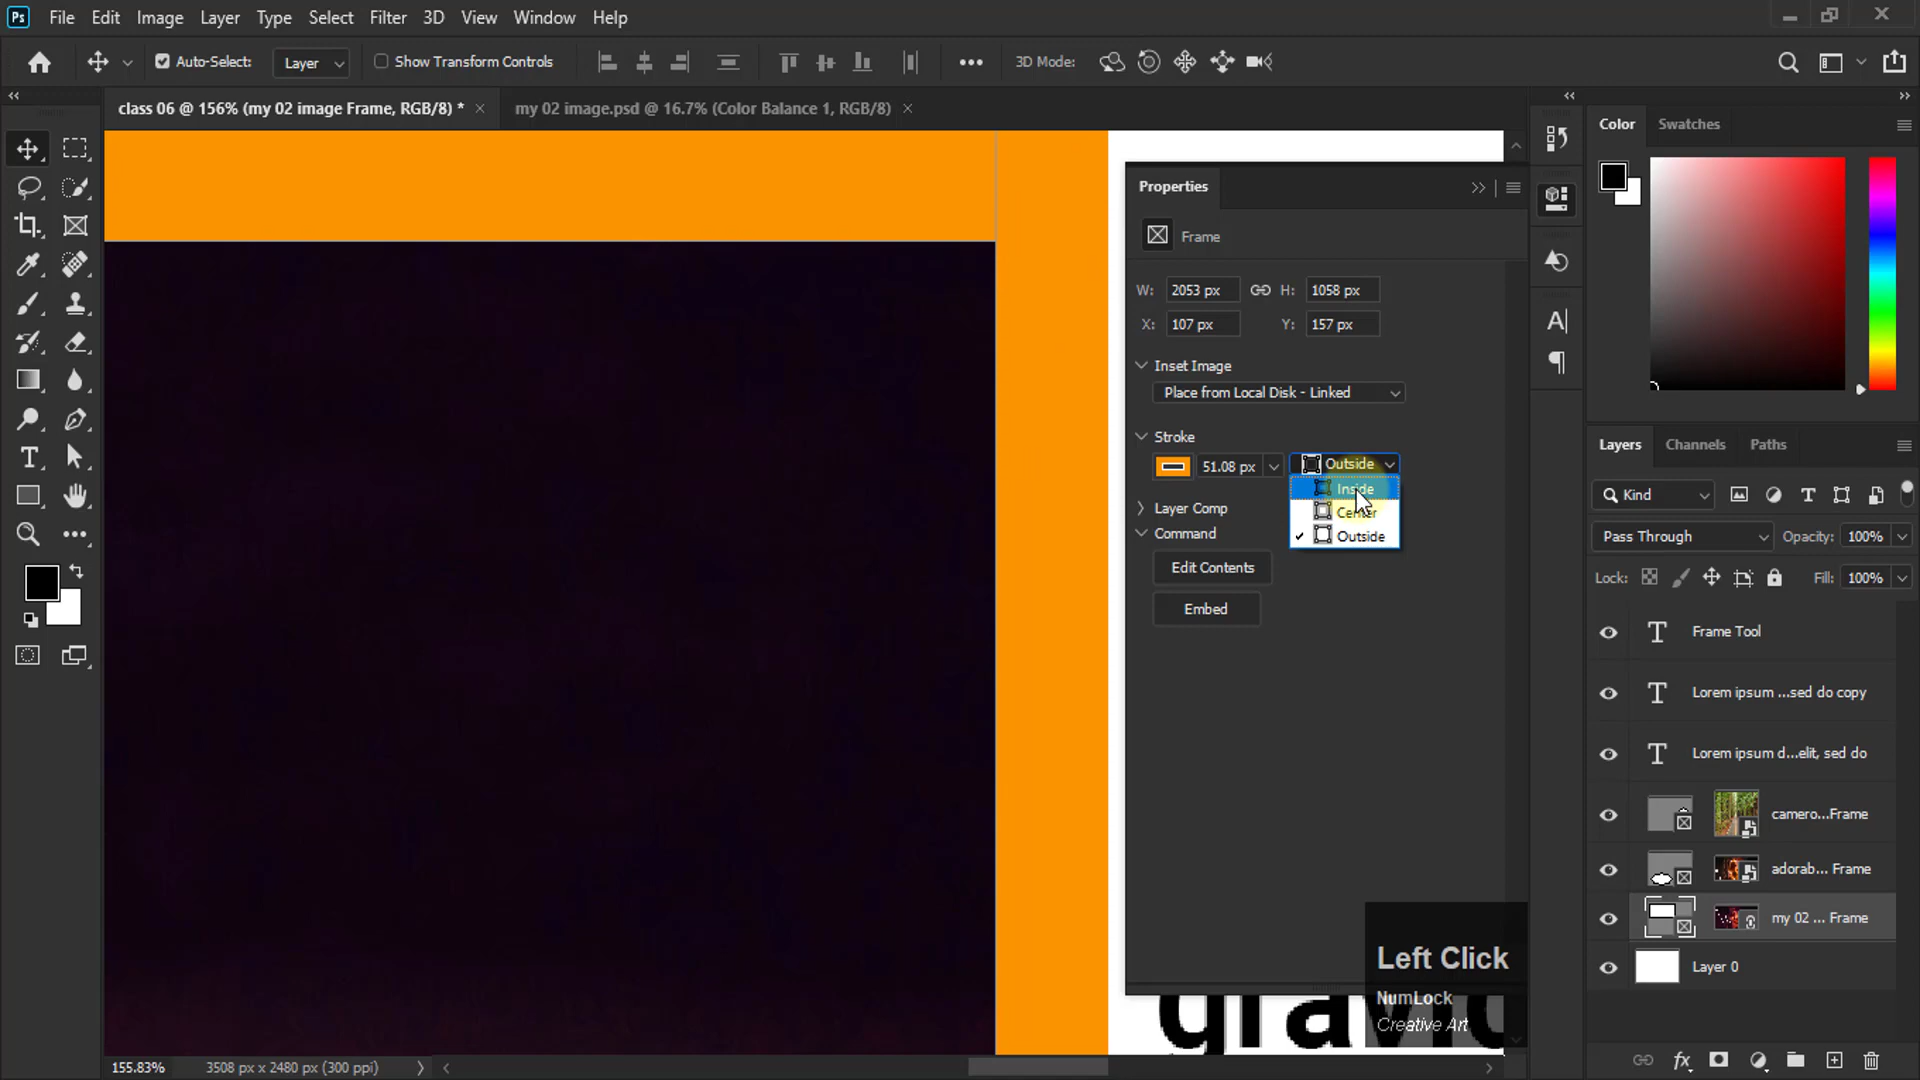 Ps File Edit Image Layer Type Select Filter 3D View Window Help
Auto-Select: Layer Show Transform Controls 3D Mode:
class 06 @ 156% (my 02 image Frame, RGB/8) *
my 02 image.psd @ 16.7% (Color Balance 1, RGB/8)
Color Swatches
Properties
Frame
W: 2053 px H: 1058 px
X: 107 px Y: 157 px
Inset Image
Place from Local Disk - Linked
Stroke
51.08 px Outside
Inside
Center
Outside
Layer Comp
Command
Edit Contents
Embed
Layers Channels Paths
Kind
Pass Through Opacity: 100%
Lock: Fill: 100%
Frame Tool
Lorem ipsum ...sed do copy
Lorem ipsum d...elit, sed do
camero...Frame
adorab... Frame
my 02 ... Frame
Layer 0
Left Click
NumLock
Creative Art
155.83% 3508 px x 2480 px (300 ppi)